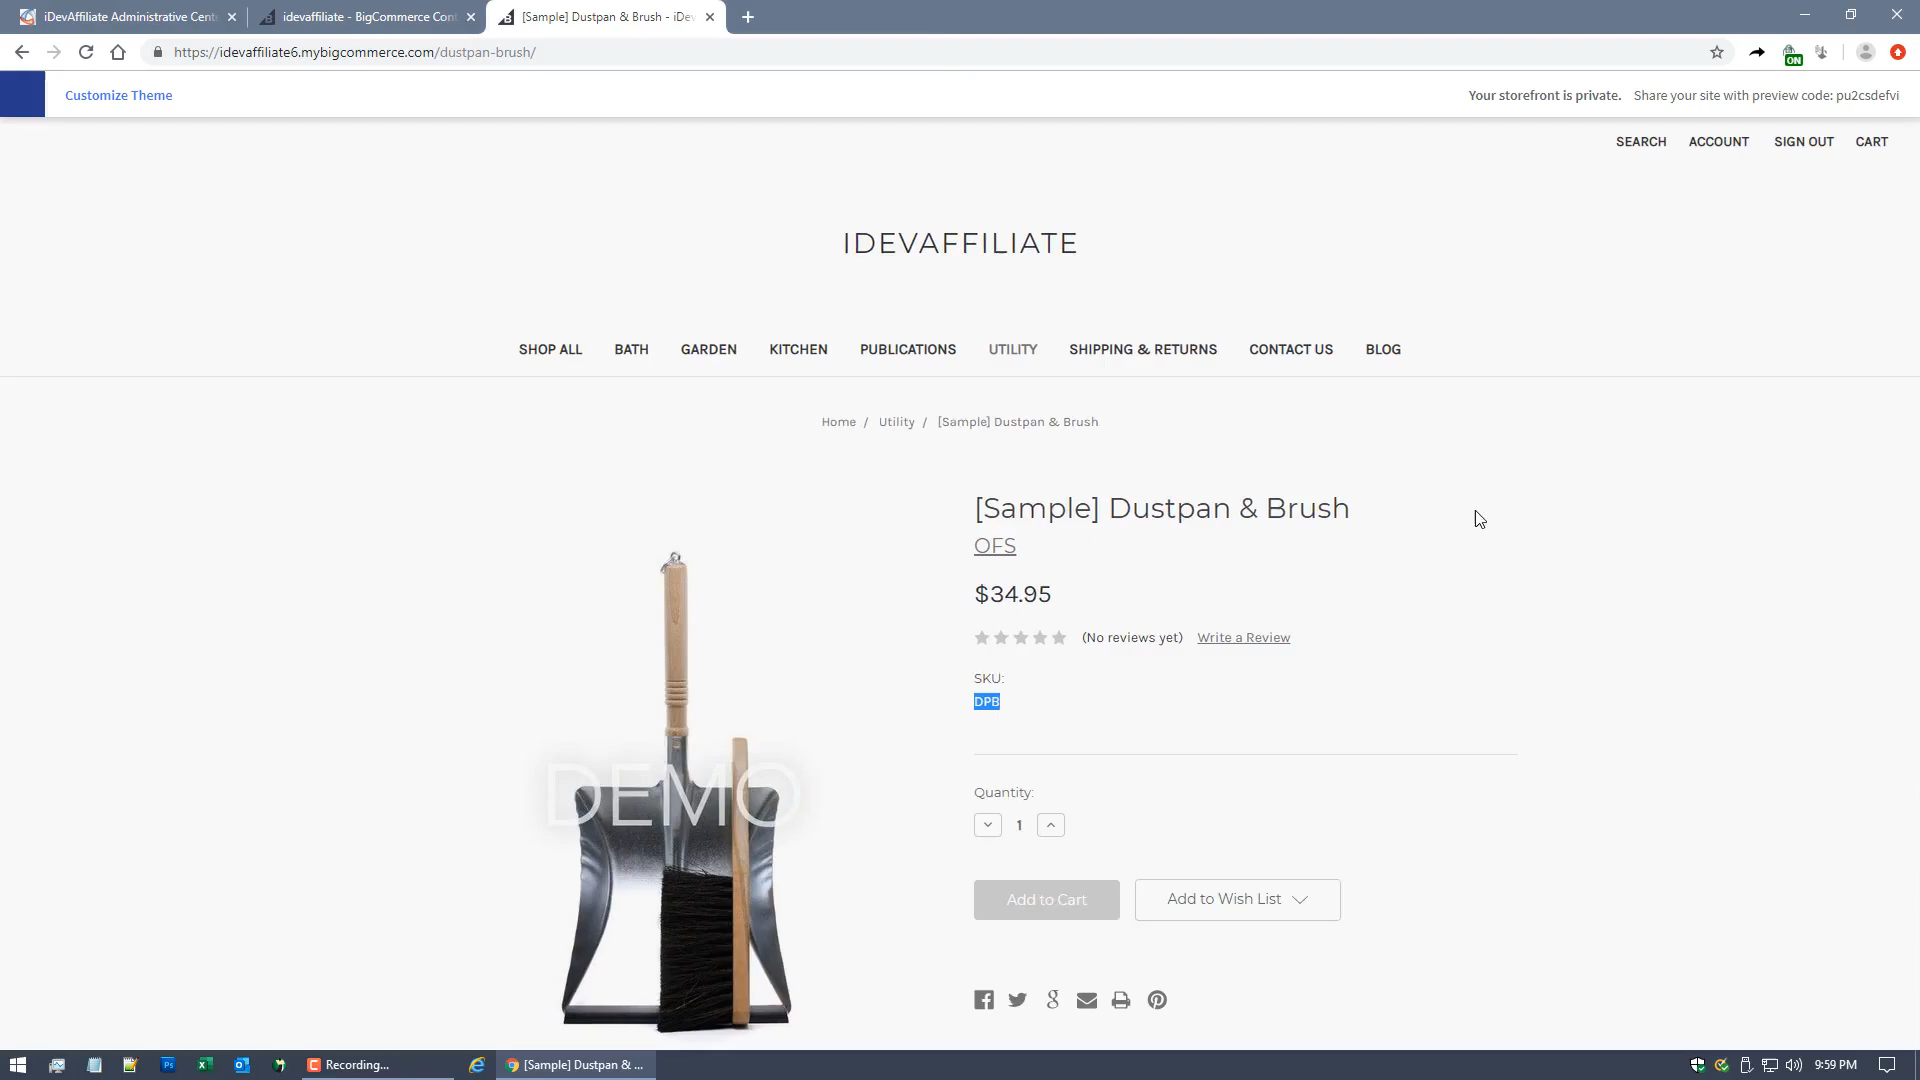 iDevAffiliate Administrative Cent
idevaffiliate - BigCommerce Cont
[Sample] Dustpan & Brush - iDev
https://idevaffiliate6.mybigcommerce.com/dustpan-brush/
ON
Customize Theme
Your storefront is private. Share your site with preview code: pu2csdefvi
SEARCH
ACCOUNT
SIGN OUT
CART
IDEVAFFILIATE
SHOP ALL
BATH
GARDEN
KITCHEN
PUBLICATIONS
UTILITY
SHIPPING & RETURNS
CONTACT US
BLOG
Home / Utility / [Sample] Dustpan & Brush
[Sample] Dustpan & Brush
OFS
$34.95
(No reviews yet) Write a Review
SKU:
DPB
DEMO
Quantity:
1
Add to Cart
Add to Wish List
Recording...
[Sample] Dustpan & ...
9:59 PM